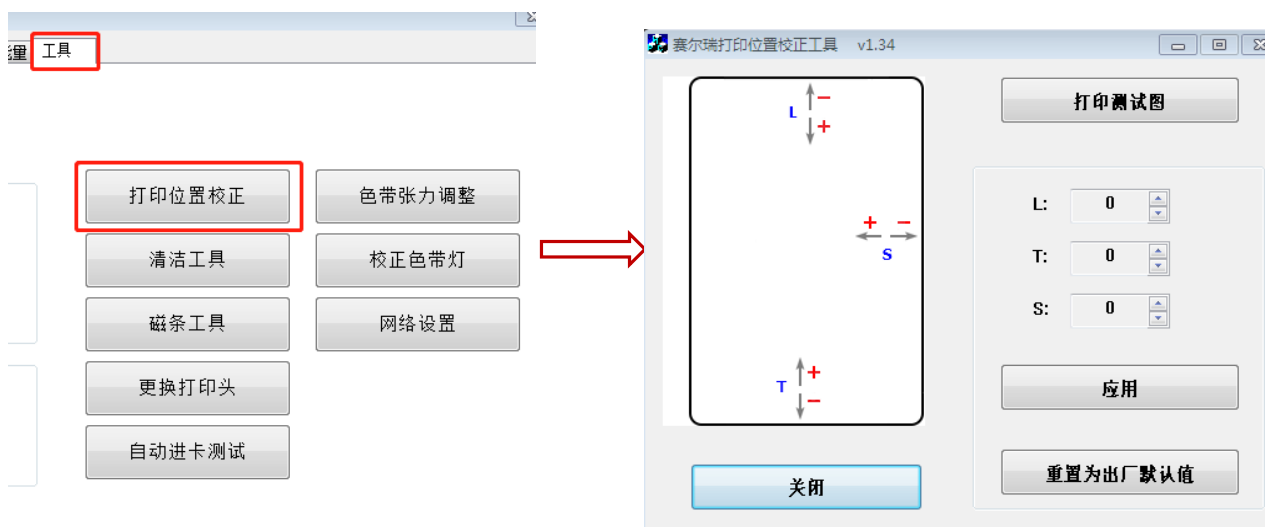 工具
打印位置校正
色带张力调整
清洁工具
校正色带灯
磁条工具
网络设置
更换打印头
自动进卡测试
赛尔瑞打印位置校正工具 v1.34
L
−
+
+ −
S
T
+
−
打印测试图
L: 0
T: 0
S: 0
应用
重置为出厂默认值
关闭